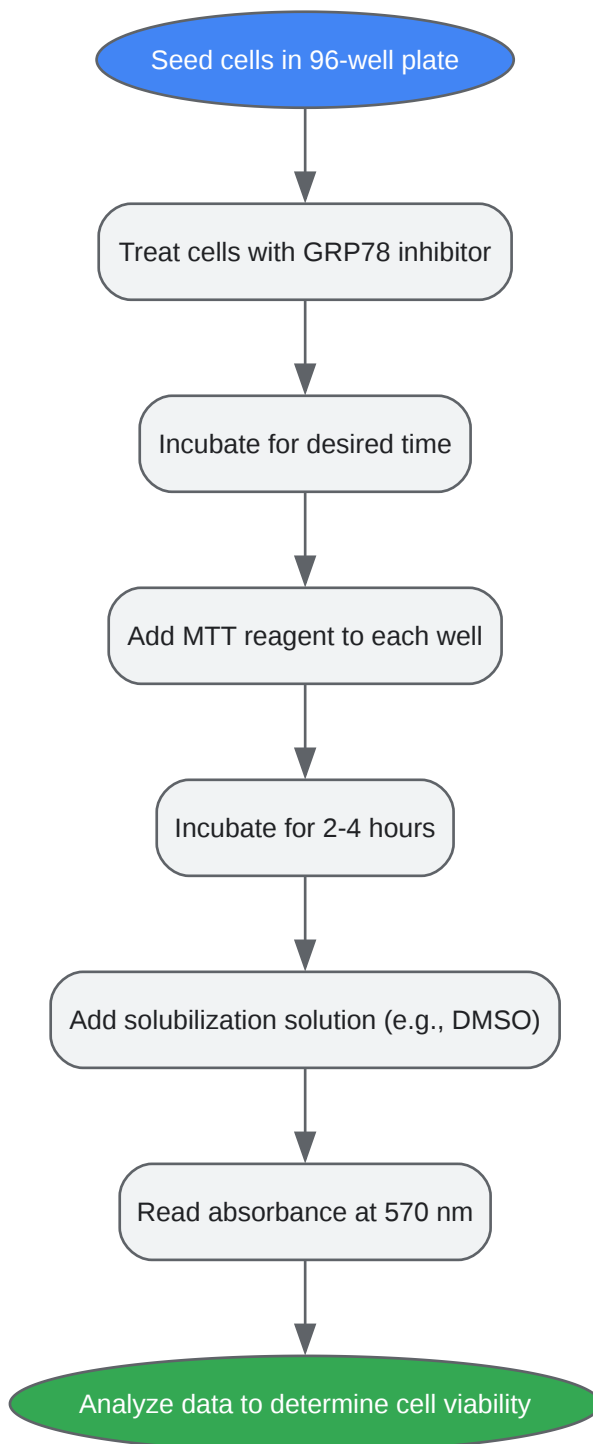 Seed cells in 96-well plate
Treat cells with GRP78 inhibitor
Incubate for desired time
Add MTT reagent to each well
Incubate for 2-4 hours
Add solubilization solution (e.g., DMSO)
Read absorbance at 570 nm
Analyze data to determine cell viability